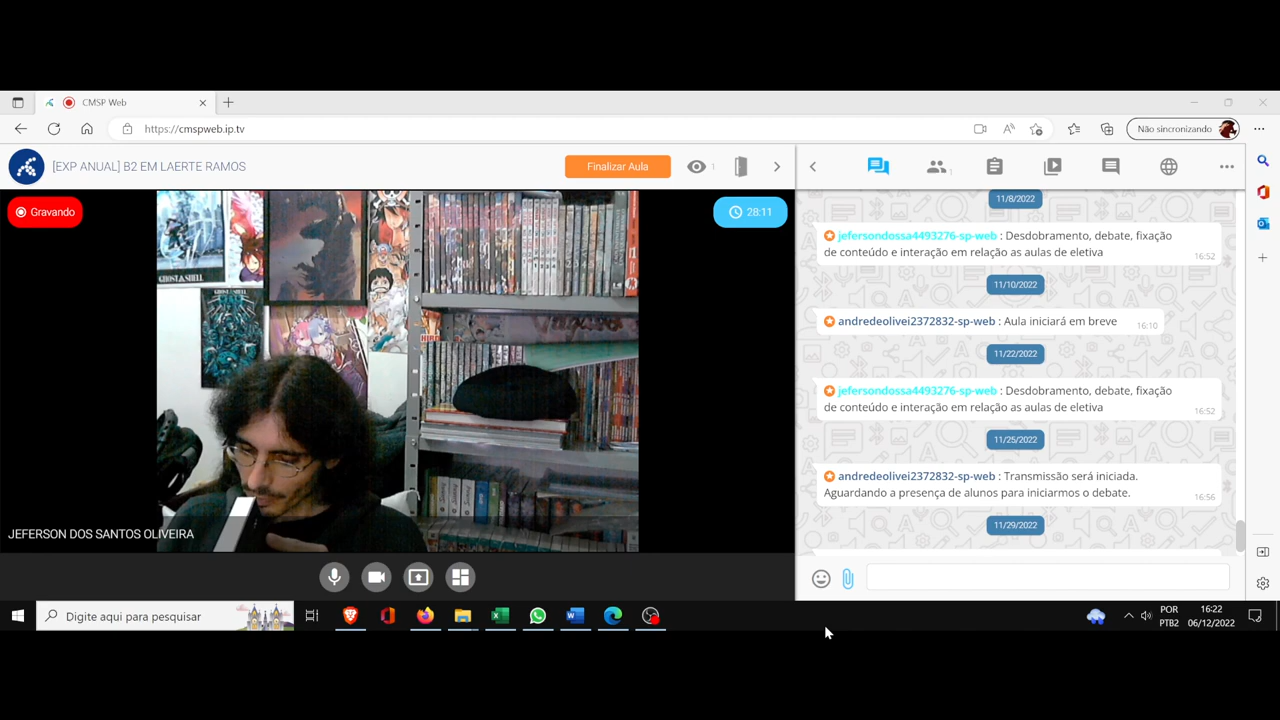 CMSP Web
https://cmspweb.ip.tv
Não sincronizando
[EXP ANUAL] B2 EM LAERTE RAMOS
Finalizar Aula
1
1
Gravando
28:11
GHOST & SHELL
JEFERSON DOS SANTOS OLIVEIRA
11/8/2022
jefersondossa4493276-sp-web : Desdobramento, debate, fixação
de conteúdo e interação em relação as aulas de eletiva
16:52
11/10/2022
andredeolivei2372832-sp-web : Aula iniciará em breve
16:10
11/22/2022
jefersondossa4493276-sp-web : Desdobramento, debate, fixação
de conteúdo e interação em relação as aulas de eletiva
16:52
11/25/2022
andredeolivei2372832-sp-web : Transmissão será iniciada.
Aguardando a presença de alunos para iniciarmos o debate.
16:56
11/29/2022
Digite aqui para pesquisar
POR
PTB2
16:22
06/12/2022